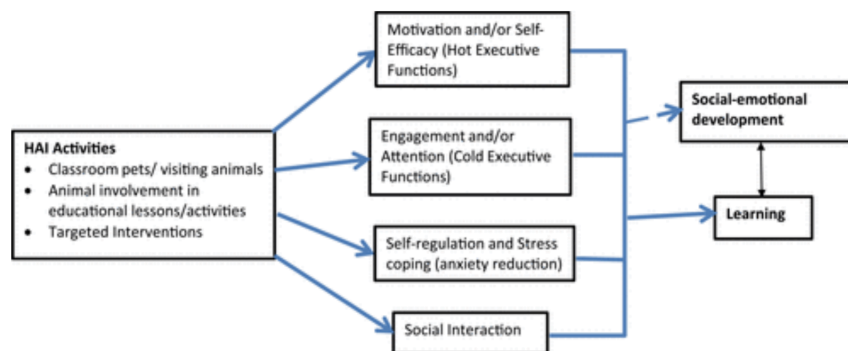 HAI Activities
• Classroom pets/ visiting animals
• Animal involvement in
educational lessons/activities
• Targeted Interventions
Motivation and/or Self-
Efficacy (Hot Executive
Functions)
Engagement and/or
Attention (Cold Executive
Functions)
Self-regulation and Stress
coping (anxiety reduction)
Social Interaction
Social-emotional
development
Learning